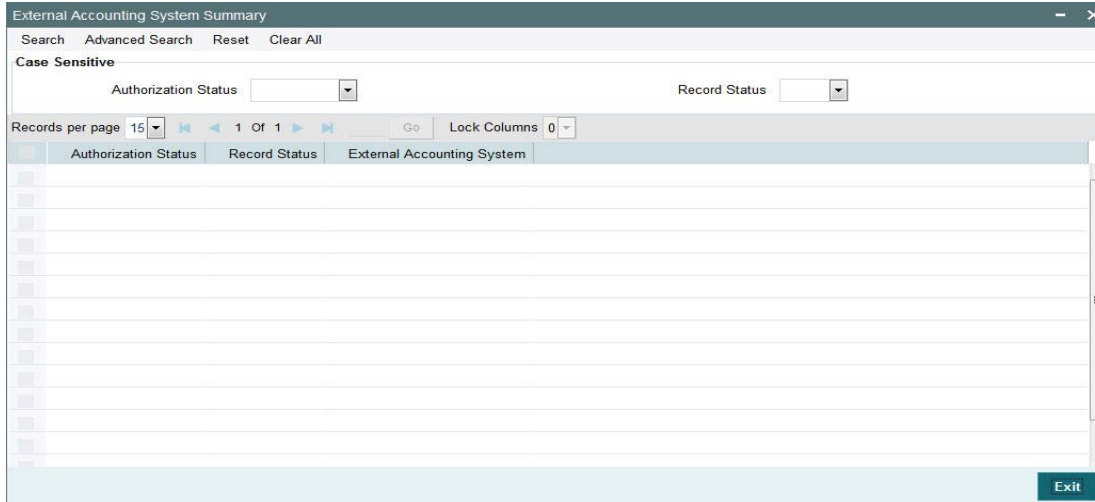 External Accounting System Summary
Search Advanced Search Reset Clear All
Case Sensitive
Authorization Status Record Status
Records per page 15 1 Of 1 Go Lock Columns 0
Authorization Status Record Status External Accounting System
Exit